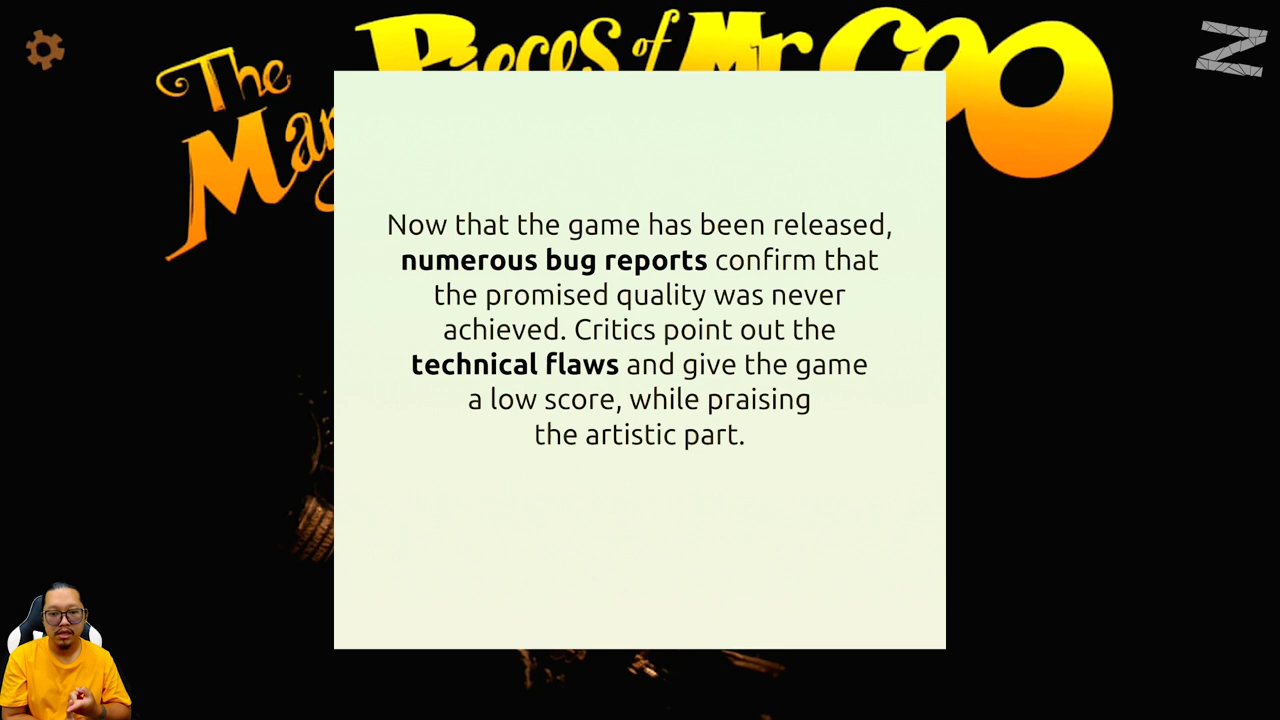 The
Pieces of Mr Coo
Now that the game has been released,
numerous bug reports confirm that
the promised quality was never
achieved. Critics point out the
technical flaws and give the game
a low score, while praising
the artistic part.